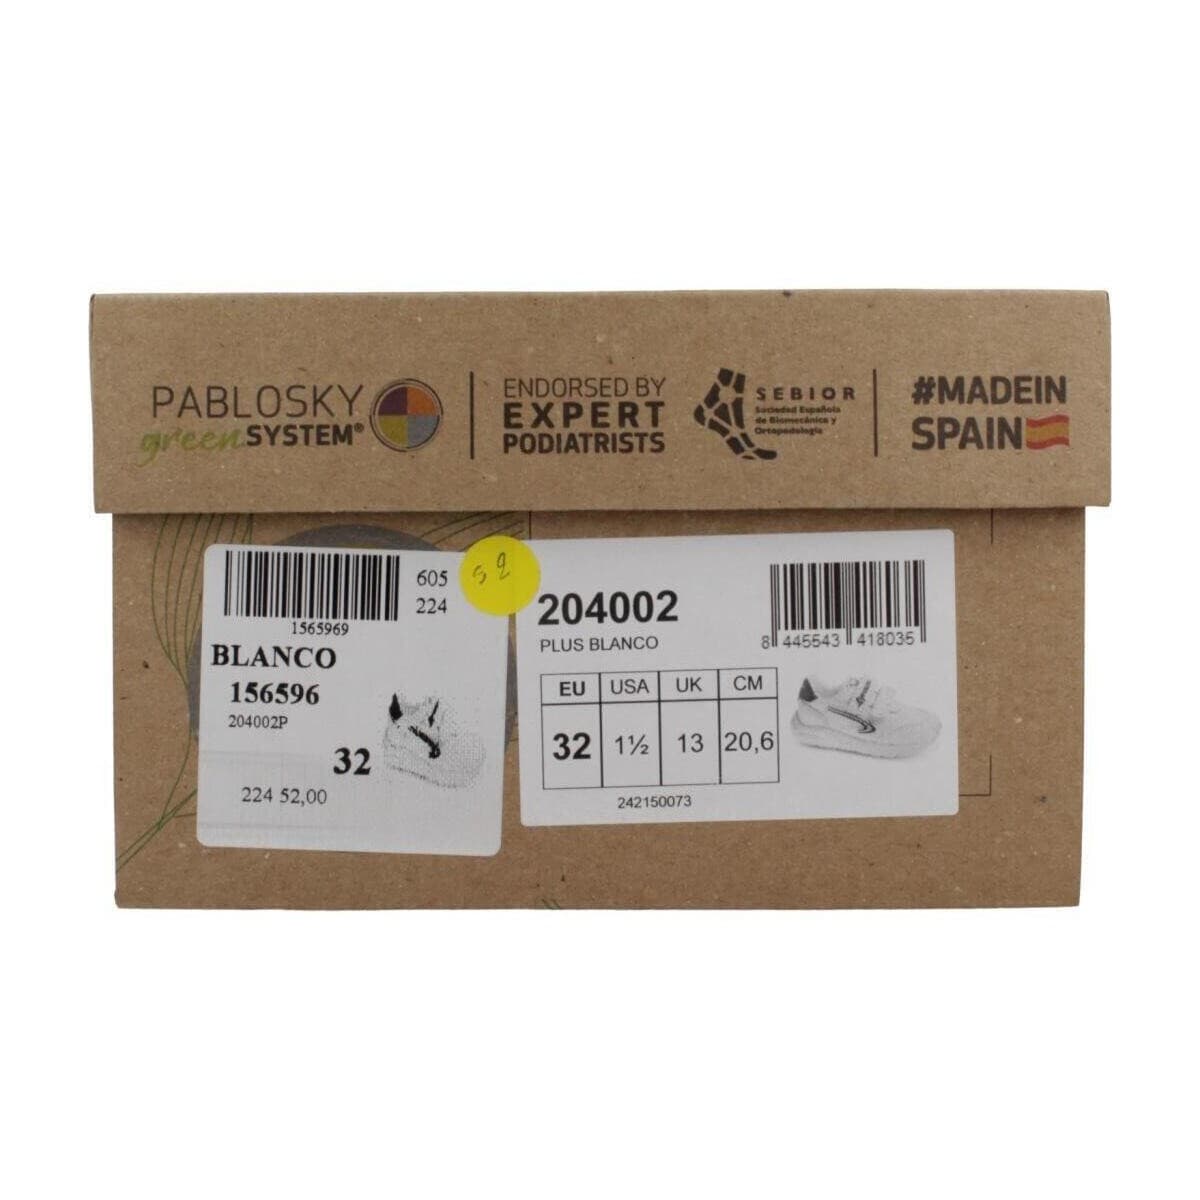 PABLOSKY
green SYSTEM®
ENDORSED BY
EXPERT
PODIATRISTS
SEBIOR
Sociedad Española
de Biomecánica y
Ortopodología
#MADEIN
SPAIN
1565969
605
224
BLANCO
156596
204002P
32
224 52,00
52
204002
PLUS BLANCO
8 445543 418035
EU USA UK CM
32 1½ 13 20,6
242150073